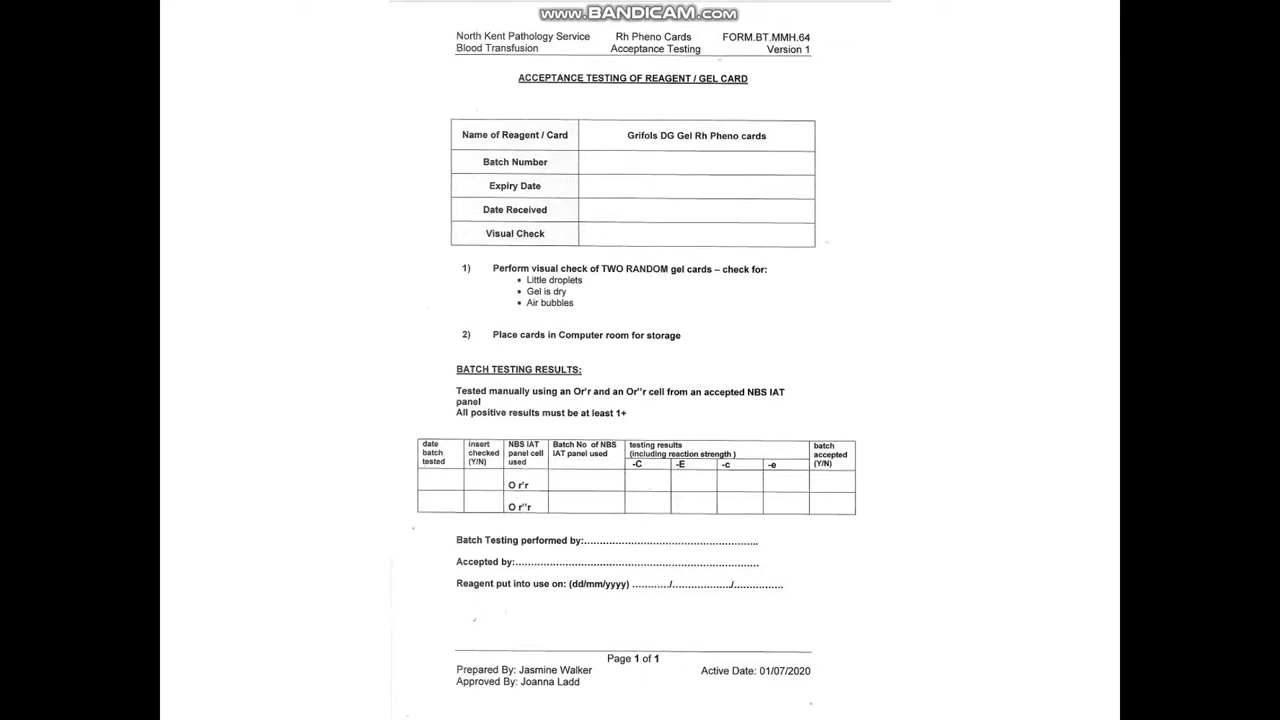 www.BANDICAM.com
North Kent Pathology Service Rh Pheno Cards FORM.BT.MMH.64
Blood Transfusion Acceptance Testing Version 1
ACCEPTANCE TESTING OF REAGENT / GEL CARD
Name of Reagent / Card Grifols DG Gel Rh Pheno cards
Batch Number
Expiry Date
Date Received
Visual Check
1) Perform visual check of TWO RANDOM gel cards – check for:
• Little droplets
• Gel is dry
• Air bubbles
2) Place cards in Computer room for storage
BATCH TESTING RESULTS:
Tested manually using an Or'r and an Or''r cell from an accepted NBS IAT
panel
All positive results must be at least 1+
date insert NBS IAT Batch No of NBS testing results batch
batch checked panel cell IAT panel used (including reaction strength ) accepted
tested (Y/N) used -C -E -c -e (Y/N)
O r'r
O r''r
Batch Testing performed by:..........................................................
Accepted by:.................................................................................
Reagent put into use on: (dd/mm/yyyy) ............/..................../................
Page 1 of 1
Prepared By: Jasmine Walker Active Date: 01/07/2020
Approved By: Joanna Ladd